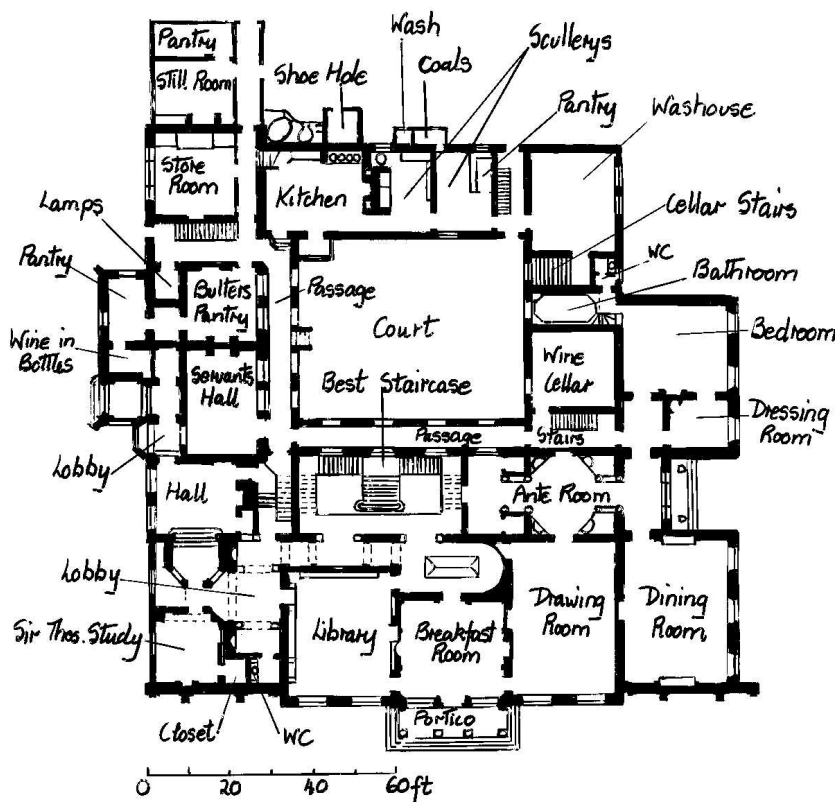 Pantry
Still Room
Wash
Coals
Scullerys
Shoe Hole
Pantry
Washouse
Store
Room
Kitchen
Lamps
Cellar Stairs
WC
Pantry
Butlers
Pantry
Passage
Court
Bathroom
Bedroom
Wine in
Bottles
Servants
Hall
Best Staircase
Wine
Cellar
Dressing
Room
Passage
Stairs
Lobby
Hall
Ante Room
Lobby
Sir Thos. Study
Library
Breakfast
Room
Drawing
Room
Dining
Room
Portico
Closet
WC
0 20 40 60ft